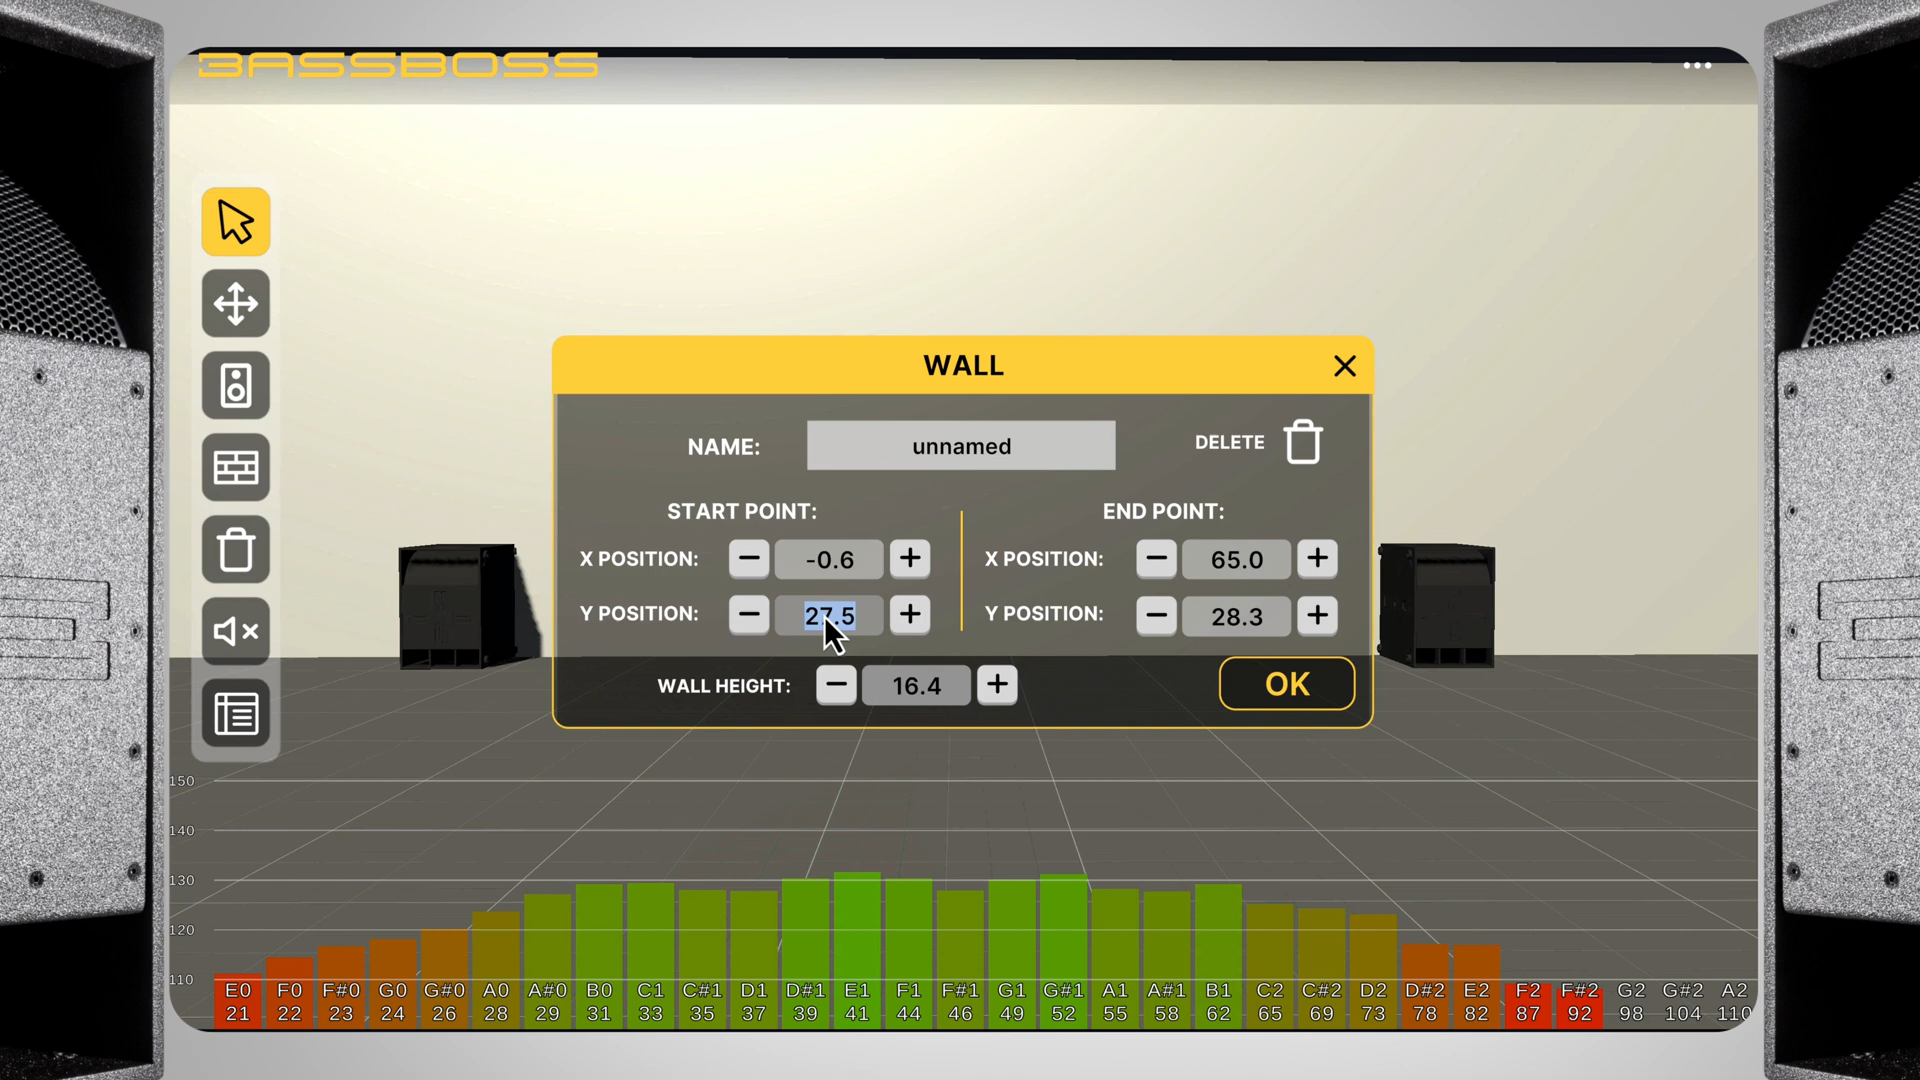 BASSBOSS
WALL
NAME: unnamed DELETE
START POINT: END POINT:
X POSITION: − -0.6 + X POSITION: − 65.0 +
Y POSITION: − 27.5 + Y POSITION: − 28.3 +
WALL HEIGHT: − 16.4 + OK
150
140
130
120
110
E0 F0 F#0 G0 G#0 A0 A#0 B0 C1 C#1 D1 D#1 E1 F1 F#1 G1 G#1 A1 A#1 B1 C2 C#2 D2 D#2 E2 F2 F#2 G2 G#2 A2
21 22 23 24 26 28 29 31 33 35 37 39 41 44 46 49 52 55 58 62 65 69 73 78 82 87 92 98 104 110